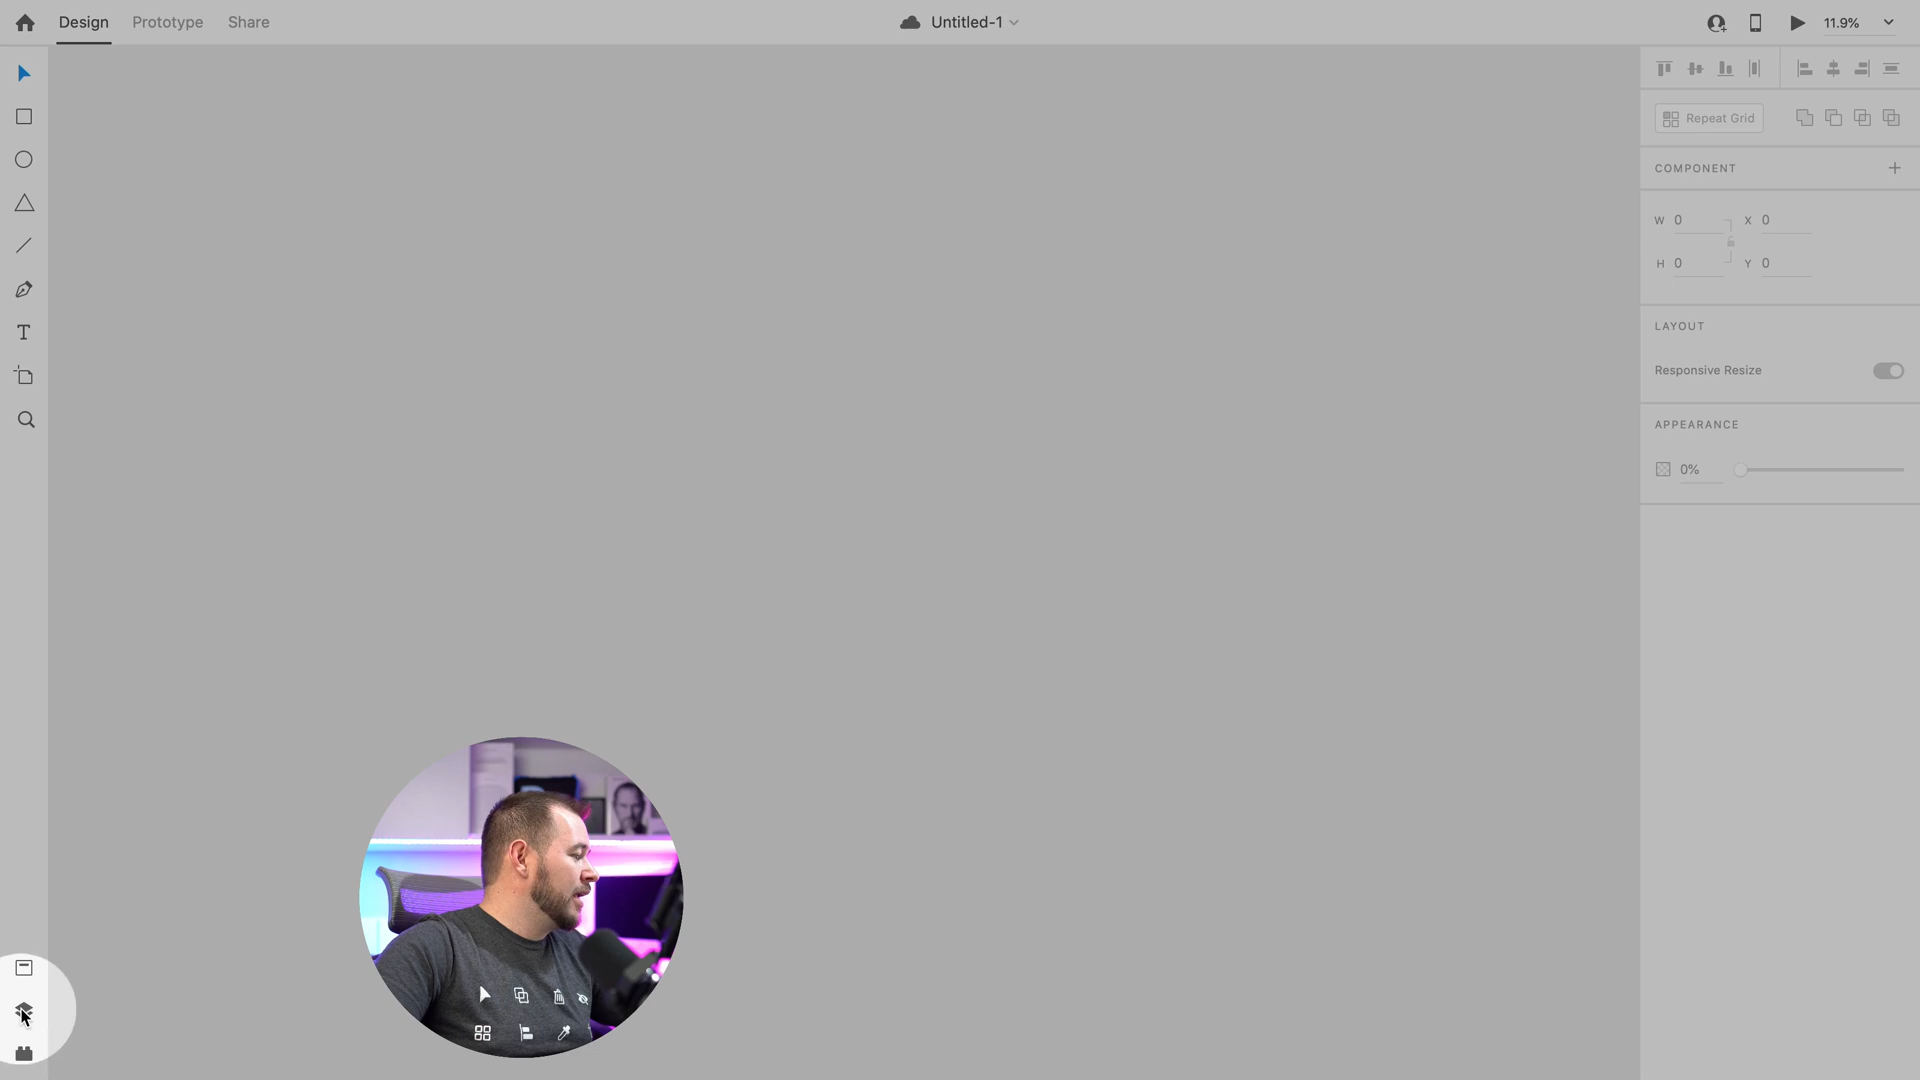 Design Prototype Share Untitled-1 11.9%
Repeat Grid
COMPONENT
W 0 X 0
H 0 Y 0
LAYOUT
Responsive Resize
APPEARANCE
0%